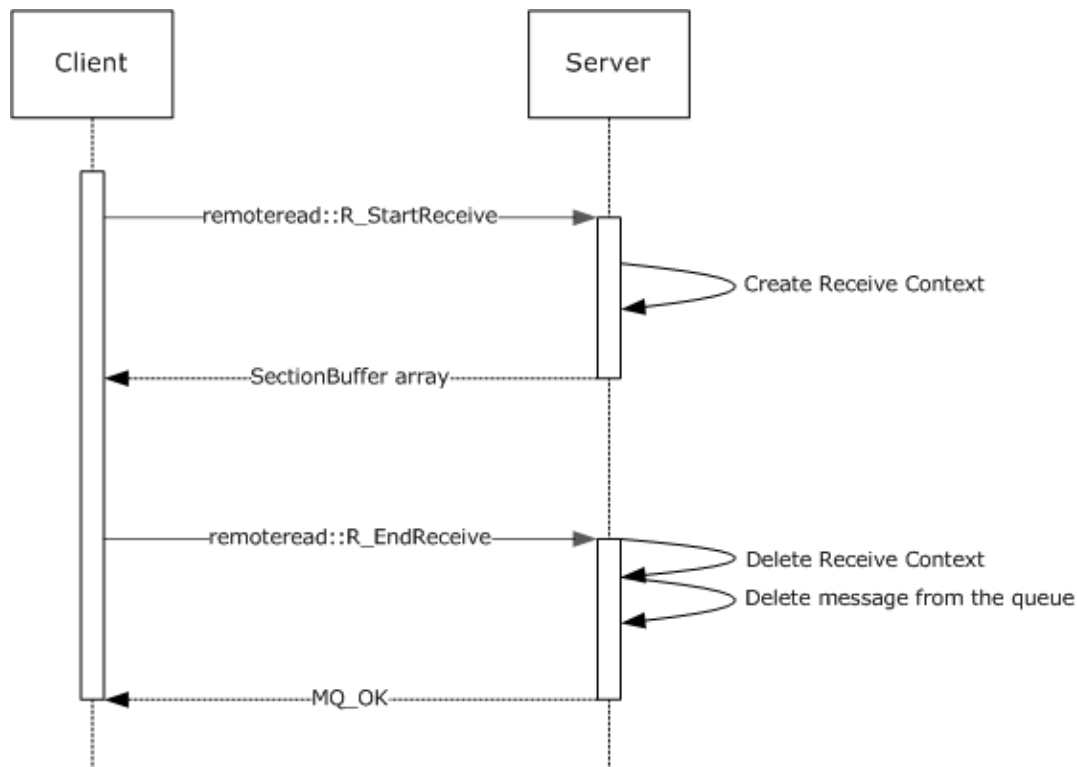 Client
Server
remoteread::R_StartReceive
Create Receive Context
SectionBuffer array
remoteread::R_EndReceive
Delete Receive Context
Delete message from the queue
MQ_OK